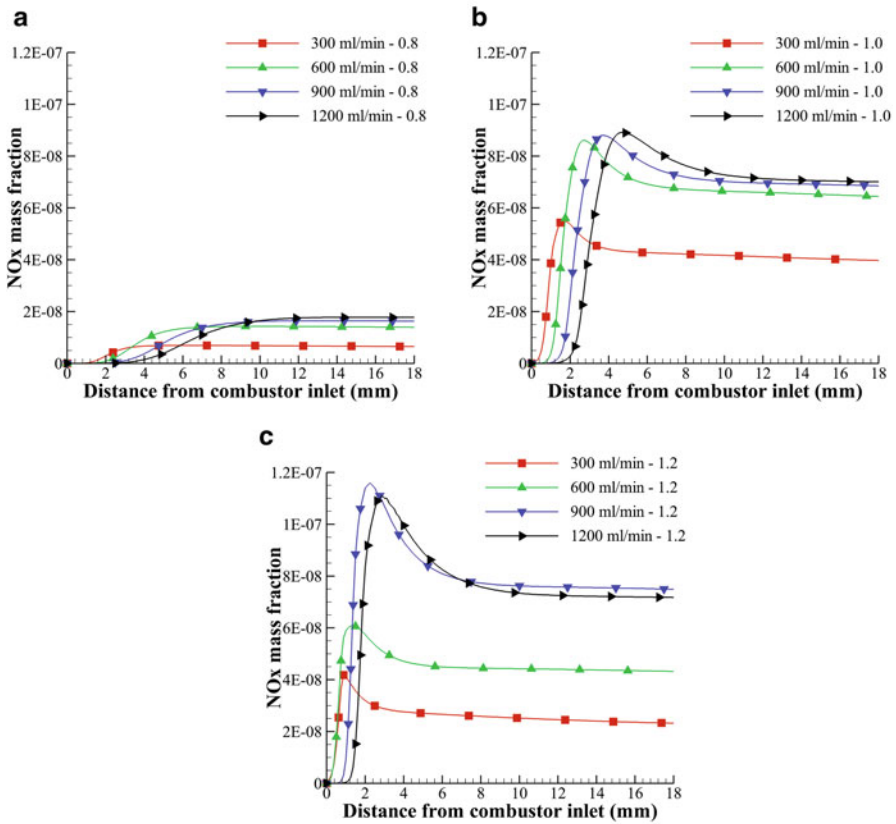 a
300 ml/min - 0.8
600 ml/min - 0.8
900 ml/min - 0.8
1200 ml/min - 0.8
1.2E-07
1E-07
8E-08
6E-08
4E-08
2E-08
0
NOx mass fraction
0 2 4 6 8 10 12 14 16 18
Distance from combustor inlet (mm)
b
300 ml/min - 1.0
600 ml/min - 1.0
900 ml/min - 1.0
1200 ml/min - 1.0
1.2E-07
1E-07
8E-08
6E-08
4E-08
2E-08
0
NOx mass fraction
0 2 4 6 8 10 12 14 16 18
Distance from combustor inlet (mm)
c
300 ml/min - 1.2
600 ml/min - 1.2
900 ml/min - 1.2
1200 ml/min - 1.2
1.2E-07
1E-07
8E-08
6E-08
4E-08
2E-08
0
NOx mass fraction
0 2 4 6 8 10 12 14 16 18
Distance from combustor inlet (mm)